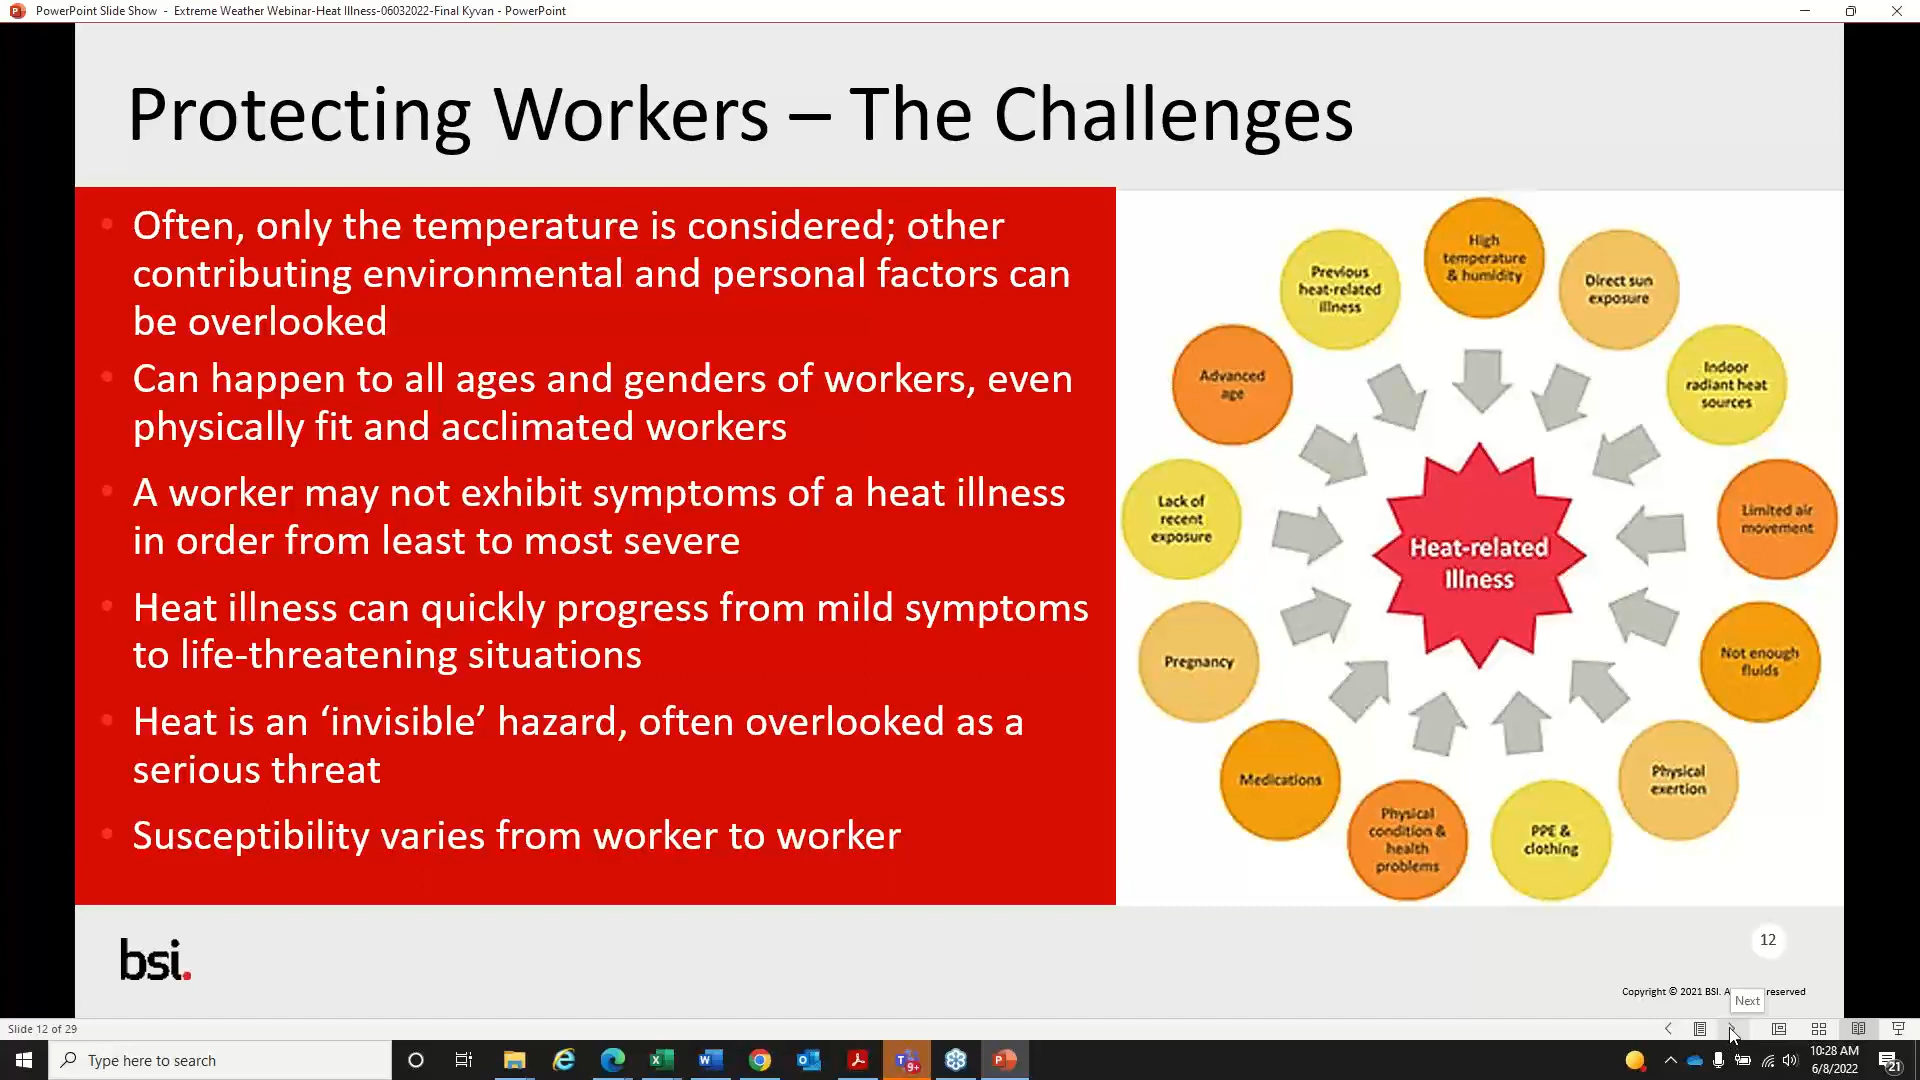 PowerPoint Slide Show - Extreme Weather Webinar-Heat Illness-06032022-Final Kyvan - PowerPoint
Protecting Workers – The Challenges
• Often, only the temperature is considered; other
contributing environmental and personal factors can
be overlooked
• Can happen to all ages and genders of workers, even
physically fit and acclimated workers
• A worker may not exhibit symptoms of a heat illness
in order from least to most severe
• Heat illness can quickly progress from mild symptoms
to life-threatening situations
• Heat is an ‘invisible’ hazard, often overlooked as a
serious threat
• Susceptibility varies from worker to worker
High
temperature
& humidity
Direct sun
exposure
Indoor
radiant heat
sources
Limited air
movement
Not enough
fluids
Physical
exertion
PPE &
clothing
Physical
condition &
health
problems
Medications
Pregnancy
Lack of
recent
exposure
Advanced
age
Previous
heat-related
illness
Heat-related
Illness
bsi.
12
Copyright © 2021 BSI. A reserved
Next
Slide 12 of 29
Type here to search
9+
10:28 AM
6/8/2022
21